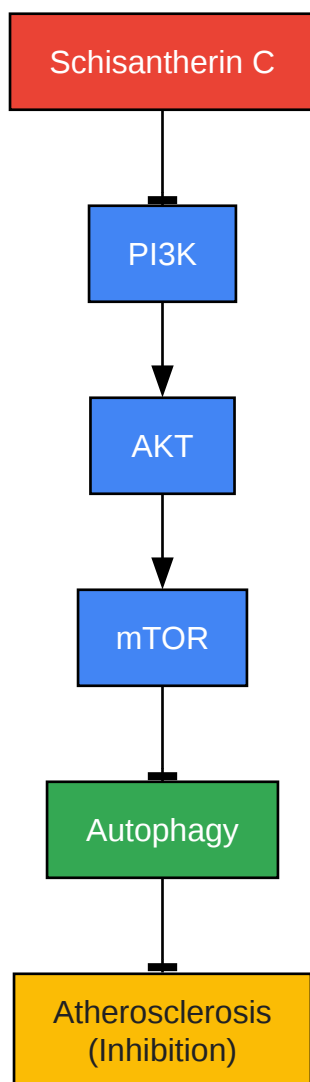 Schisantherin C
PI3K
AKT
mTOR
Autophagy
Atherosclerosis
(Inhibition)